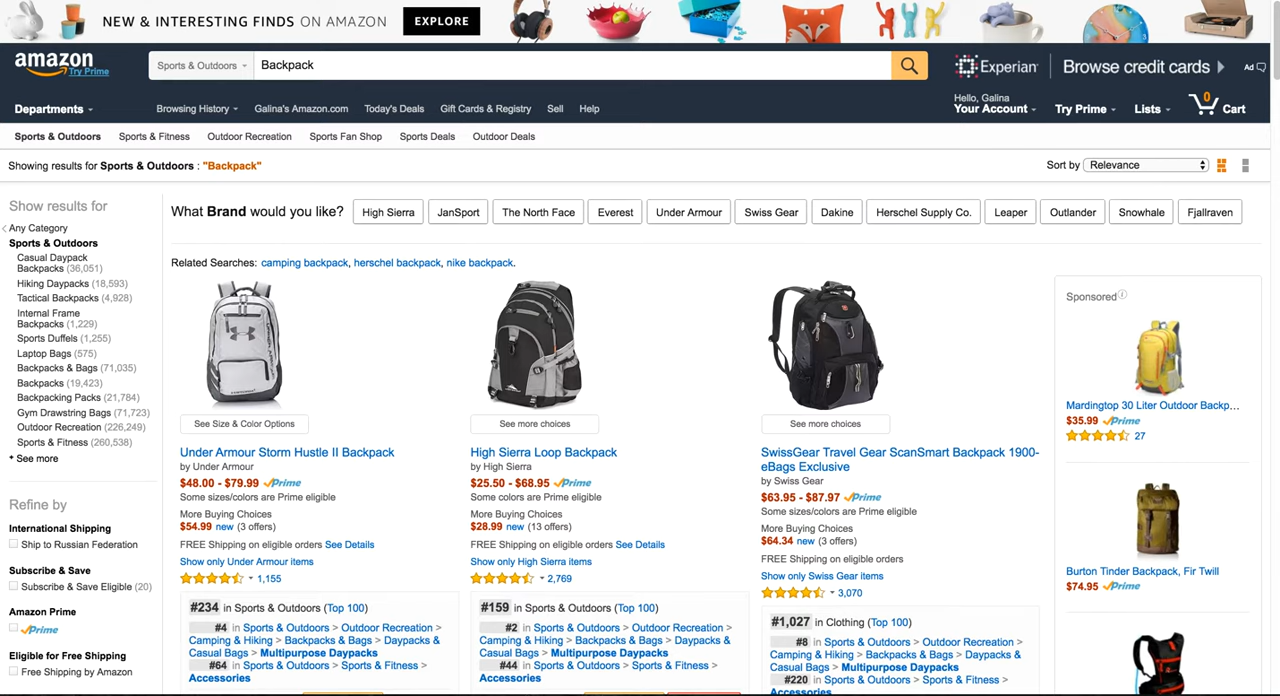 NEW & INTERESTING FINDS ON AMAZON EXPLORE
amazon Try Prime
Sports & Outdoors Backpack
Experian Browse credit cards Ad
Departments Browsing History Galina's Amazon.com Today's Deals Gift Cards & Registry Sell Help
Hello, Galina
Your Account Try Prime Lists 0 Cart
Sports & Outdoors Sports & Fitness Outdoor Recreation Sports Fan Shop Sports Deals Outdoor Deals
Showing results for Sports & Outdoors : "Backpack" Sort by Relevance
Show results for
Any Category
Sports & Outdoors
Casual Daypack
Backpacks (36,051)
Hiking Daypacks (18,593)
Tactical Backpacks (4,928)
Internal Frame
Backpacks (1,229)
Sports Duffels (1,255)
Laptop Bags (575)
Backpacks & Bags (71,035)
Backpacks (19,423)
Backpacking Packs (21,784)
Gym Drawstring Bags (71,723)
Outdoor Recreation (226,249)
Sports & Fitness (260,538)
+ See more
Refine by
International Shipping
Ship to Russian Federation
Subscribe & Save
Subscribe & Save Eligible (20)
Amazon Prime
Prime
Eligible for Free Shipping
Free Shipping by Amazon
What Brand would you like? High Sierra JanSport The North Face Everest Under Armour Swiss Gear Dakine Herschel Supply Co. Leaper Outlander Snowhale Fjallraven
Related Searches: camping backpack, herschel backpack, nike backpack.
See Size & Color Options
Under Armour Storm Hustle II Backpack
by Under Armour
$48.00 - $79.99 Prime
Some sizes/colors are Prime eligible
More Buying Choices
$54.99 new (3 offers)
FREE Shipping on eligible orders See Details
Show only Under Armour items
1,155
#234 in Sports & Outdoors (Top 100)
#4 in Sports & Outdoors > Outdoor Recreation >
Camping & Hiking > Backpacks & Bags > Daypacks &
Casual Bags > Multipurpose Daypacks
#64 in Sports & Outdoors > Sports & Fitness >
Accessories
See more choices
High Sierra Loop Backpack
by High Sierra
$25.50 - $68.95 Prime
Some colors are Prime eligible
More Buying Choices
$28.99 new (13 offers)
FREE Shipping on eligible orders See Details
Show only High Sierra items
2,769
#159 in Sports & Outdoors (Top 100)
#2 in Sports & Outdoors > Outdoor Recreation >
Camping & Hiking > Backpacks & Bags > Daypacks &
Casual Bags > Multipurpose Daypacks
#44 in Sports & Outdoors > Sports & Fitness >
Accessories
See more choices
SwissGear Travel Gear ScanSmart Backpack 1900-
eBags Exclusive
by Swiss Gear
$63.95 - $87.97 Prime
Some sizes/colors are Prime eligible
More Buying Choices
$64.34 new (3 offers)
FREE Shipping on eligible orders
Show only Swiss Gear items
3,070
#1,027 in Clothing (Top 100)
#8 in Sports & Outdoors > Outdoor Recreation >
Camping & Hiking > Backpacks & Bags > Daypacks &
Casual Bags > Multipurpose Daypacks
#220 in Sports & Outdoors > Sports & Fitness >
Accessories
Sponsored
Mardingtop 30 Liter Outdoor Backp...
$35.99 Prime
27
Burton Tinder Backpack, Fir Twill
$74.95 Prime